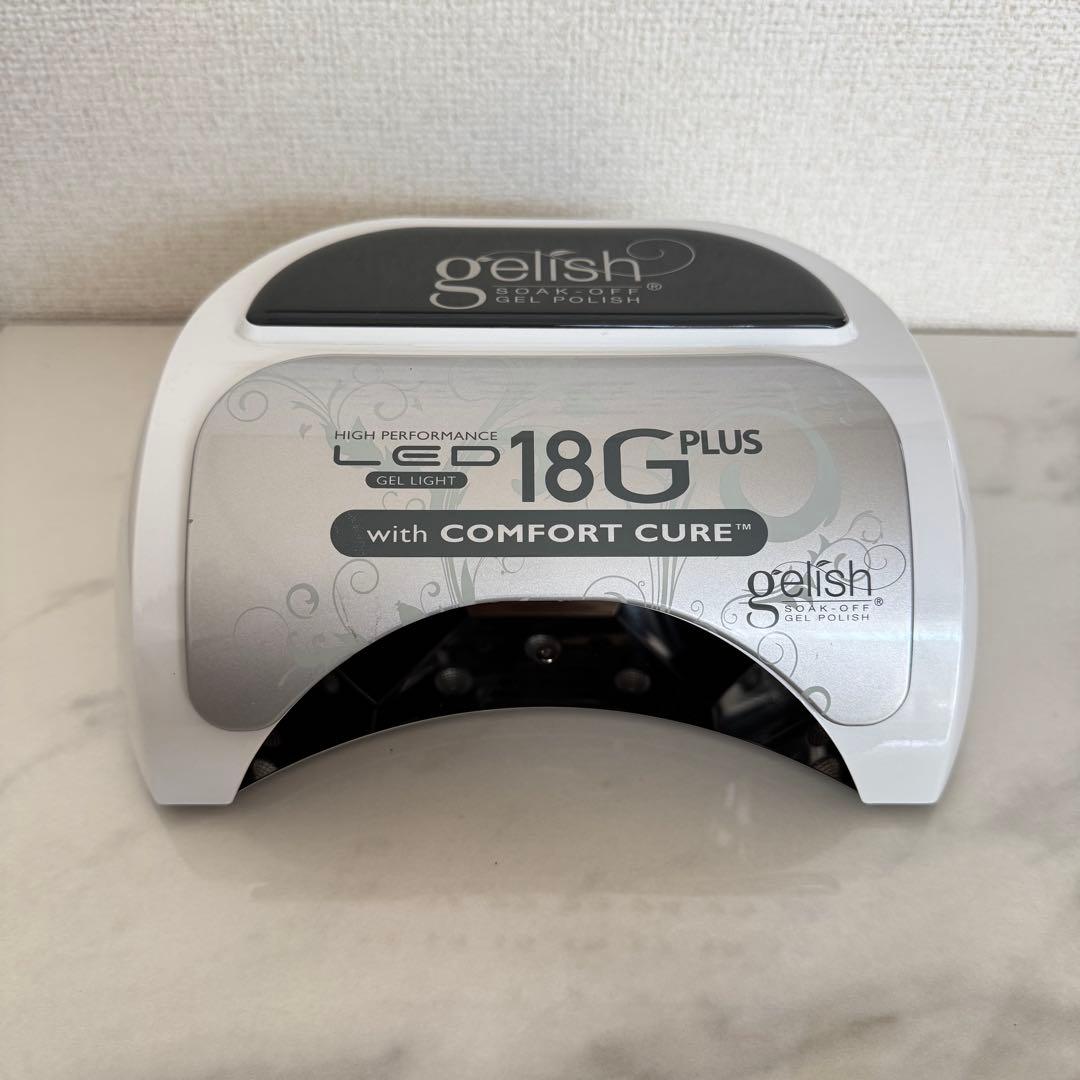 gelish®
SOAK-OFF
GEL POLISH
HIGH PERFORMANCE
LED
GEL LIGHT
18G PLUS
with COMFORT CURE™
gelish®
SOAK-OFF
GEL POLISH